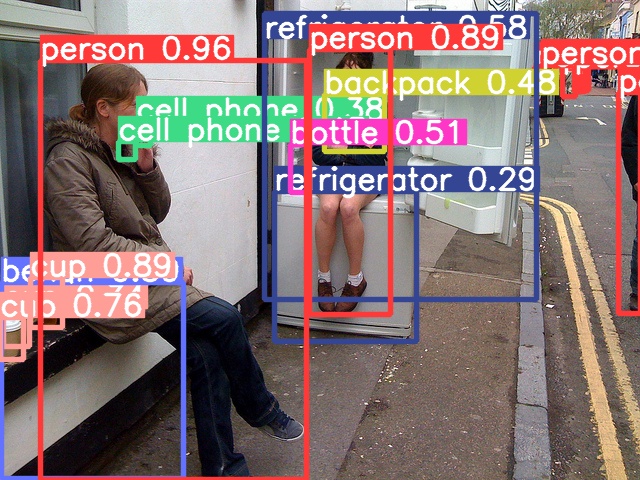 refrigerator 0.58
person 0.89
person 0.96
person
backpack 0.48
cell phone 0.38
cell phone
bottle 0.51
refrigerator 0.29
cup 0.89
cup 0.76